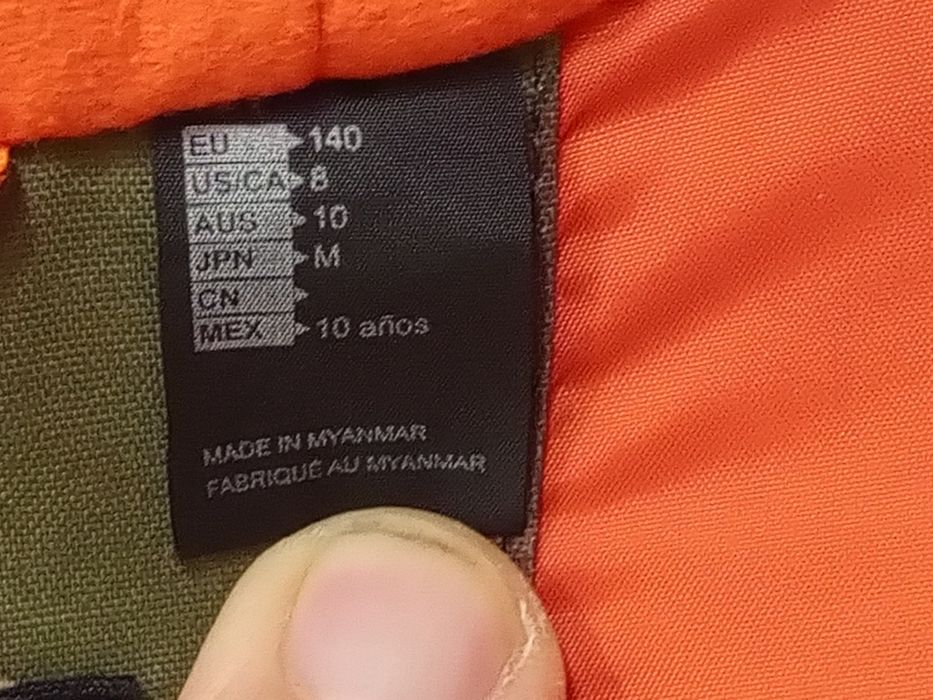 EU 140
US/CA 8
AUS 10
JPN M
CN
MEX 10 años
MADE IN MYANMAR
FABRIQUÉ AU MYANMAR